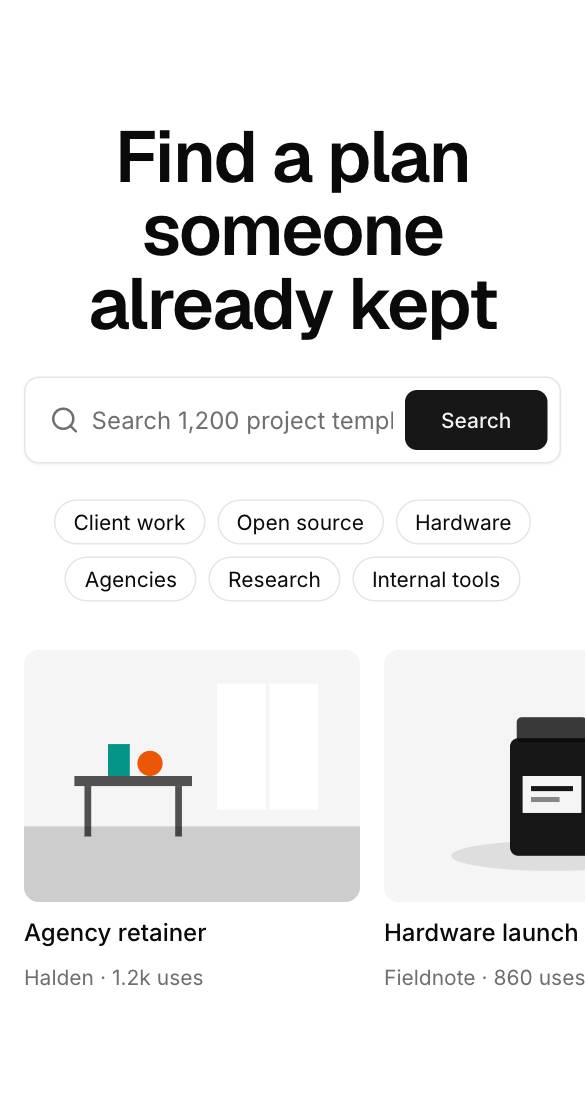 Find a plan
someone
already kept
Search 1,200 project templ
Search
Client work
Open source
Hardware
Agencies
Research
Internal tools
Agency retainer
Halden · 1.2k uses
Hardware launch
Fieldnote · 860 uses